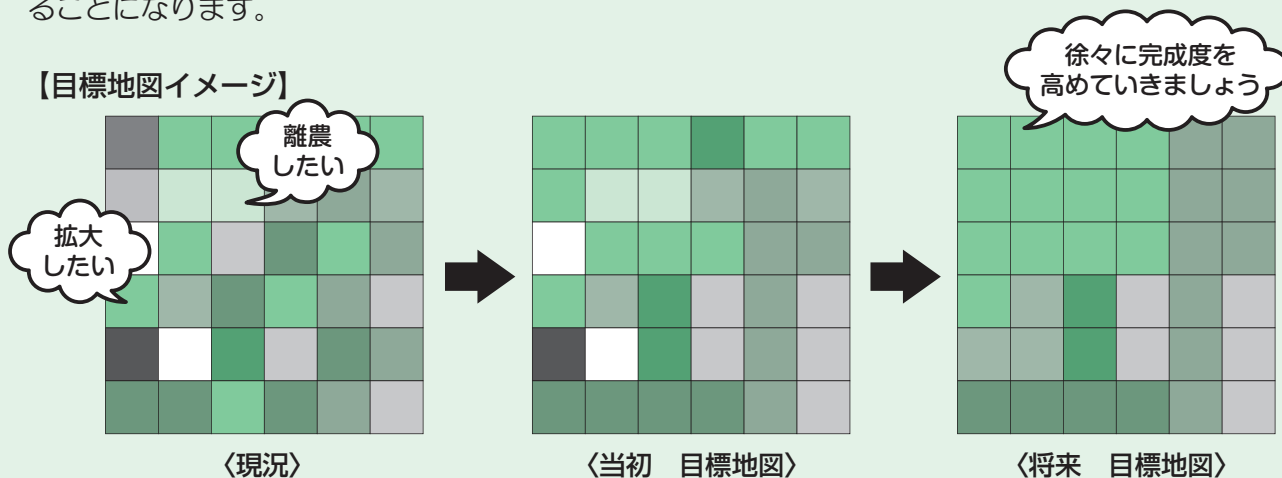 ることになります。
徐々に完成度を
高めていきましょう
【目標地図イメージ】
離農
したい
拡大
したい
〈現況〉
〈当初　目標地図〉
〈将来　目標地図〉